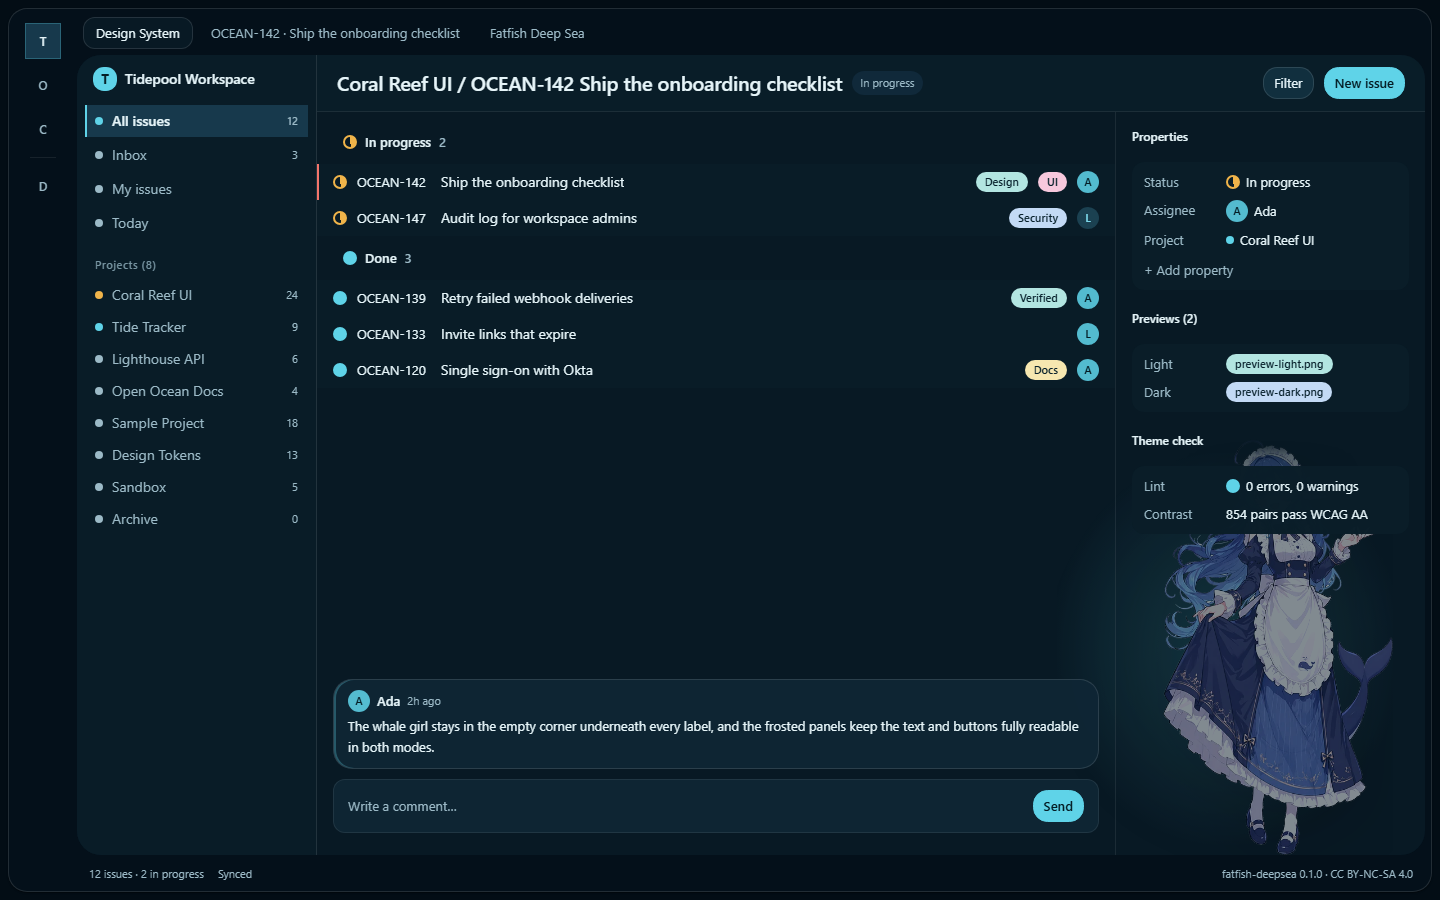 T
O
C
D
Design System
OCEAN-142 · Ship the onboarding checklist
Fatfish Deep Sea
T Tidepool Workspace
All issues 12
Inbox 3
My issues
Today
Projects (8)
Coral Reef UI 24
Tide Tracker 9
Lighthouse API 6
Open Ocean Docs 4
Sample Project 18
Design Tokens 13
Sandbox 5
Archive 0
Coral Reef UI / OCEAN-142 Ship the onboarding checklist In progress
Filter
New issue
In progress 2
OCEAN-142 Ship the onboarding checklist Design UI A
OCEAN-147 Audit log for workspace admins Security L
Done 3
OCEAN-139 Retry failed webhook deliveries Verified A
OCEAN-133 Invite links that expire L
OCEAN-120 Single sign-on with Okta Docs A
A Ada 2h ago
The whale girl stays in the empty corner underneath every label, and the frosted panels keep the text and buttons fully readable
in both modes.
Write a comment...
Send
Properties
Status In progress
Assignee A Ada
Project Coral Reef UI
+ Add property
Previews (2)
Light preview-light.png
Dark preview-dark.png
Theme check
Lint 0 errors, 0 warnings
Contrast 854 pairs pass WCAG AA
12 issues · 2 in progress
Synced
fatfish-deepsea 0.1.0 · CC BY-NC-SA 4.0